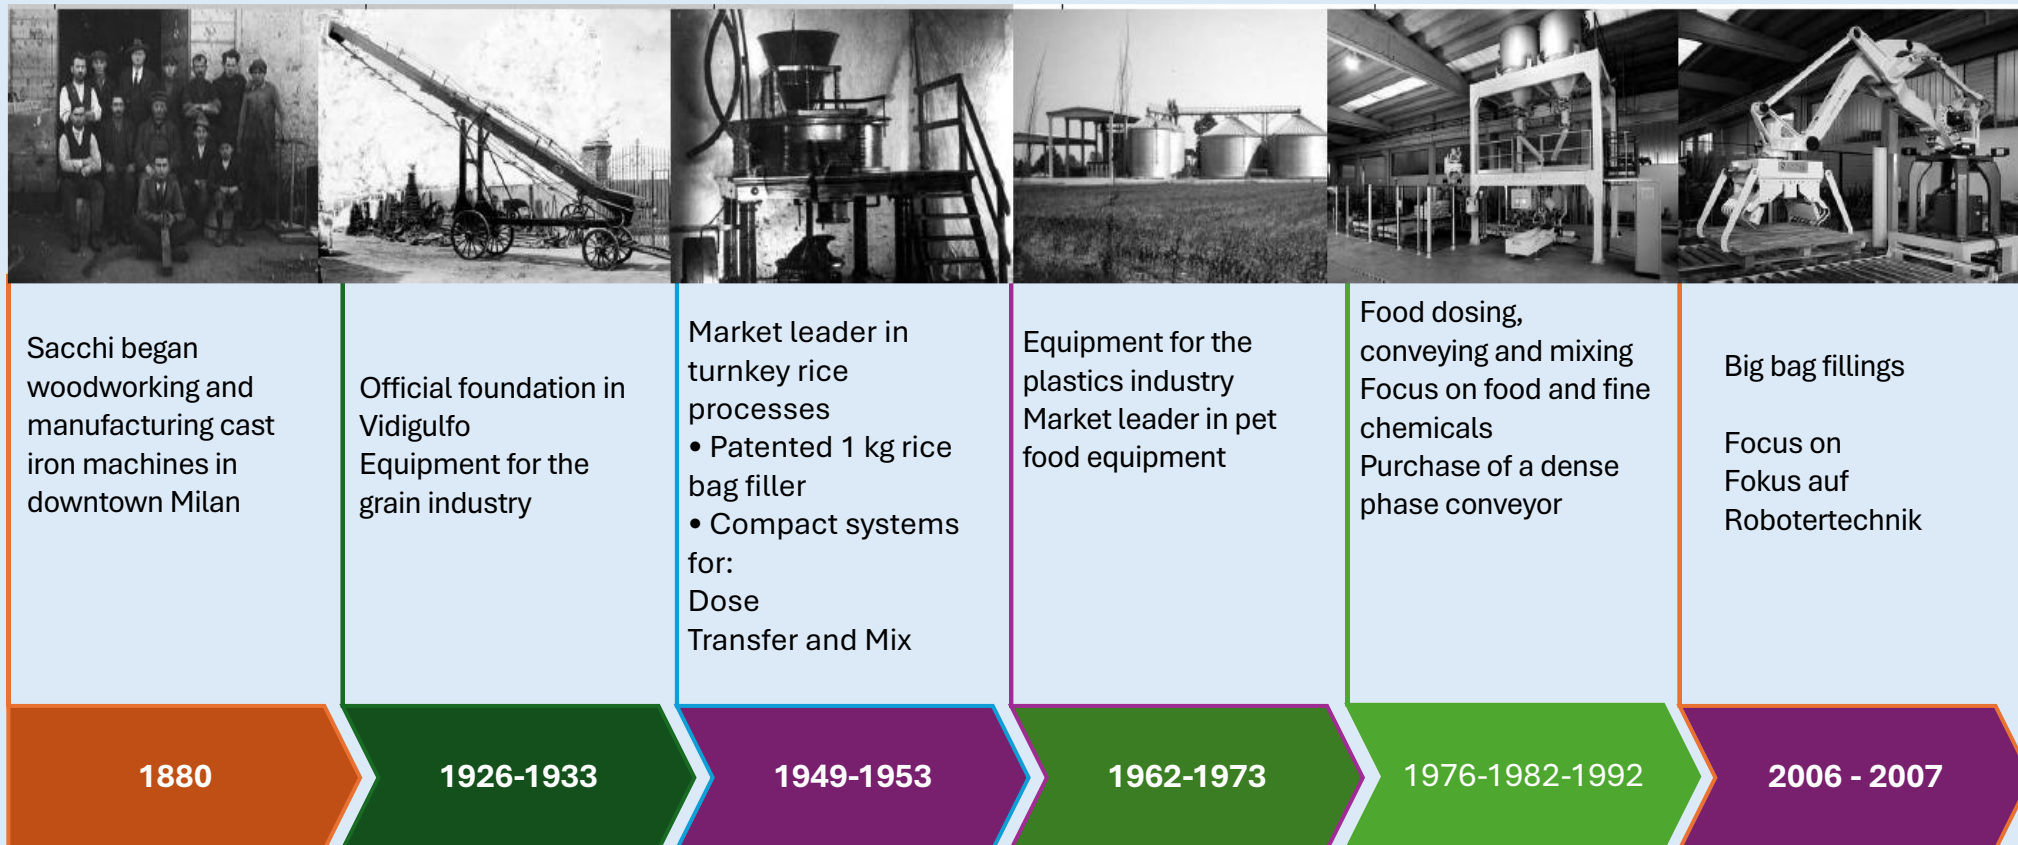 Sacchi began
woodworking and
manufacturing cast
iron machines in
downtown Milan
Official foundation in
Vidigulfo
Equipment for the
grain industry
Market leader in
turnkey rice
processes
• Patented 1 kg rice
bag filler
• Compact systems
for:
Dose
Transfer and Mix
Equipment for the
plastics industry
Market leader in pet
food equipment
Food dosing,
conveying and mixing
Focus on food and fine
chemicals
Purchase of a dense
phase conveyor
Big bag fillings
Focus on
Fokus auf
Robotertechnik
1880
1926-1933
1949-1953
1962-1973
1976-1982-1992
2006 - 2007